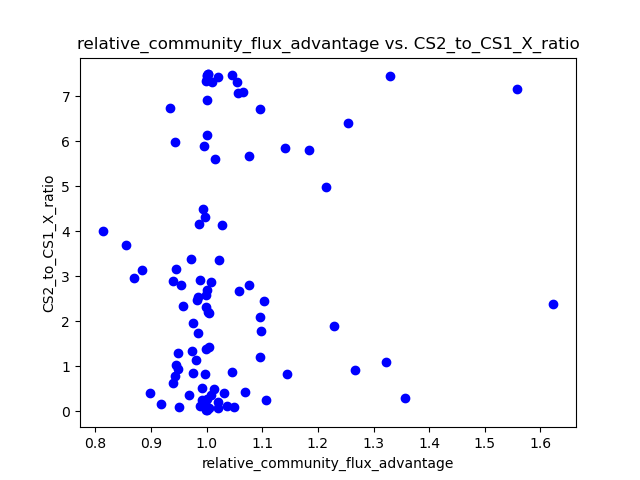 relative_community_flux_advantage vs. CS2_to_CS1_X_ratio
CS2_to_CS1_X_ratio
7
6
5
4
3
2
1
0
0.8 0.9 1.0 1.1 1.2 1.3 1.4 1.5 1.6
relative_community_flux_advantage